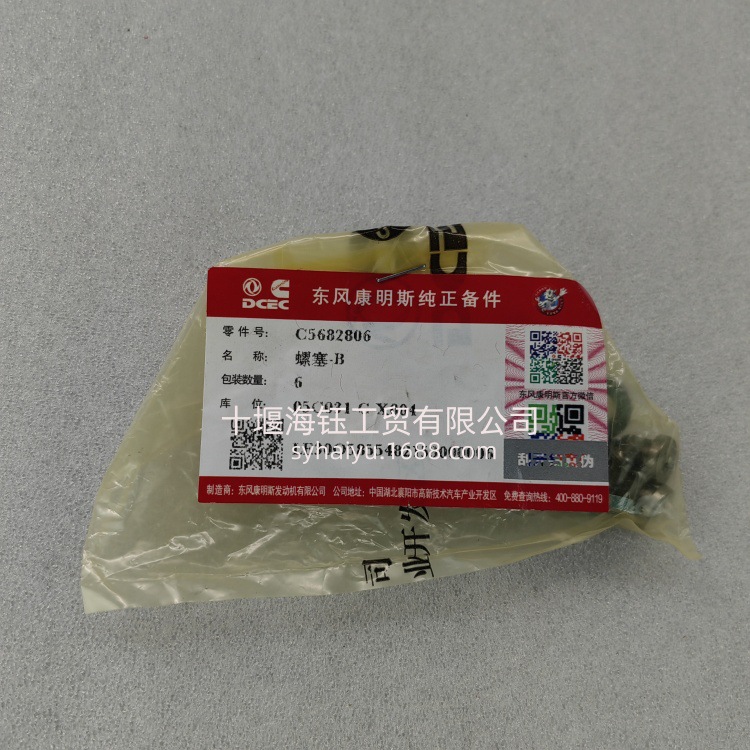 DCEC
东风康明斯纯正备件
零件号: C5682806
名 称: 螺塞-B
包装数量: 6
东风康明斯官方微信
库 位:
十堰海钰工贸有限公司
syhaiyu.1688.com
制造商: 东风康明斯发动机有限公司 公司地址: 中国湖北襄阳市高新技术汽车产业开发区 免费查询热线: 400-880-9119
司
业开发